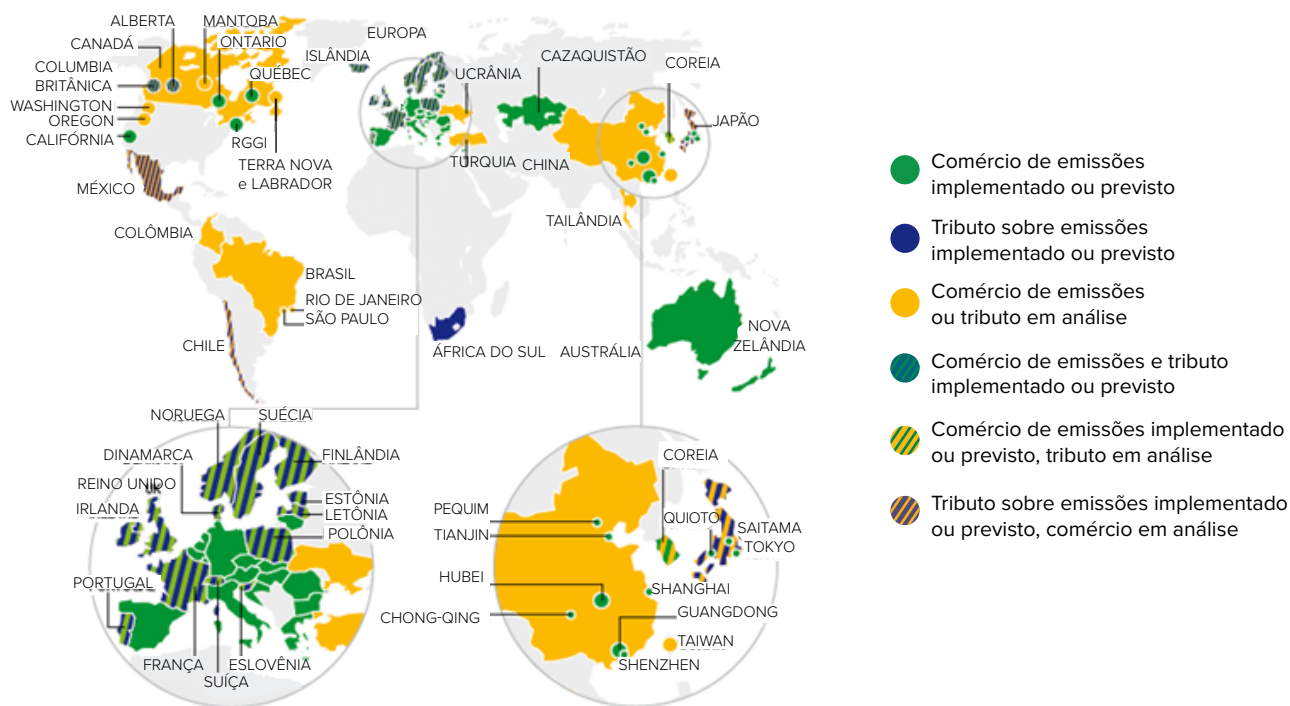 ALBERTA
MANTOBA
CANADÁ
ONTARIO
COLUMBIA
BRITÂNICA
QUÉBEC
WASHINGTON
OREGON
CALIFÓRNIA
RGGI
TERRA NOVA
e LABRADOR
MÉXICO
EUROPA
ISLÂNDIA
UCRÂNIA
CAZAQUISTÃO
COREIA
JAPÃO
TURQUIA
CHINA
TAILÂNDIA
COLÔMBIA
BRASIL
RIO DE JANEIRO
SÃO PAULO
CHILE
ÁFRICA DO SUL
AUSTRÁLIA
NOVA
ZELÂNDIA
Comércio de emissões
implementado ou previsto
Tributo sobre emissões
implementado ou previsto
Comércio de emissões
ou tributo em análise
Comércio de emissões e tributo
implementado ou previsto
Comércio de emissões implementado
ou previsto, tributo em análise
Tributo sobre emissões implementado
ou previsto, comércio em análise
NORUEGA
SUÉCIA
DINAMARCA
FINLÂNDIA
REINO UNIDO
UK
IRLANDA
ESTÔNIA
LETÔNIA
POLÔNIA
PORTUGAL
FRANÇA
ESLOVÊNIA
SUÍÇA
COREIA
PEQUIM
QUIOTO
SAITAMA
TIANJIN
TOKYO
HUBEI
SHANGHAI
CHONG-QING
GUANGDONG
TAIWAN
SHENZHEN